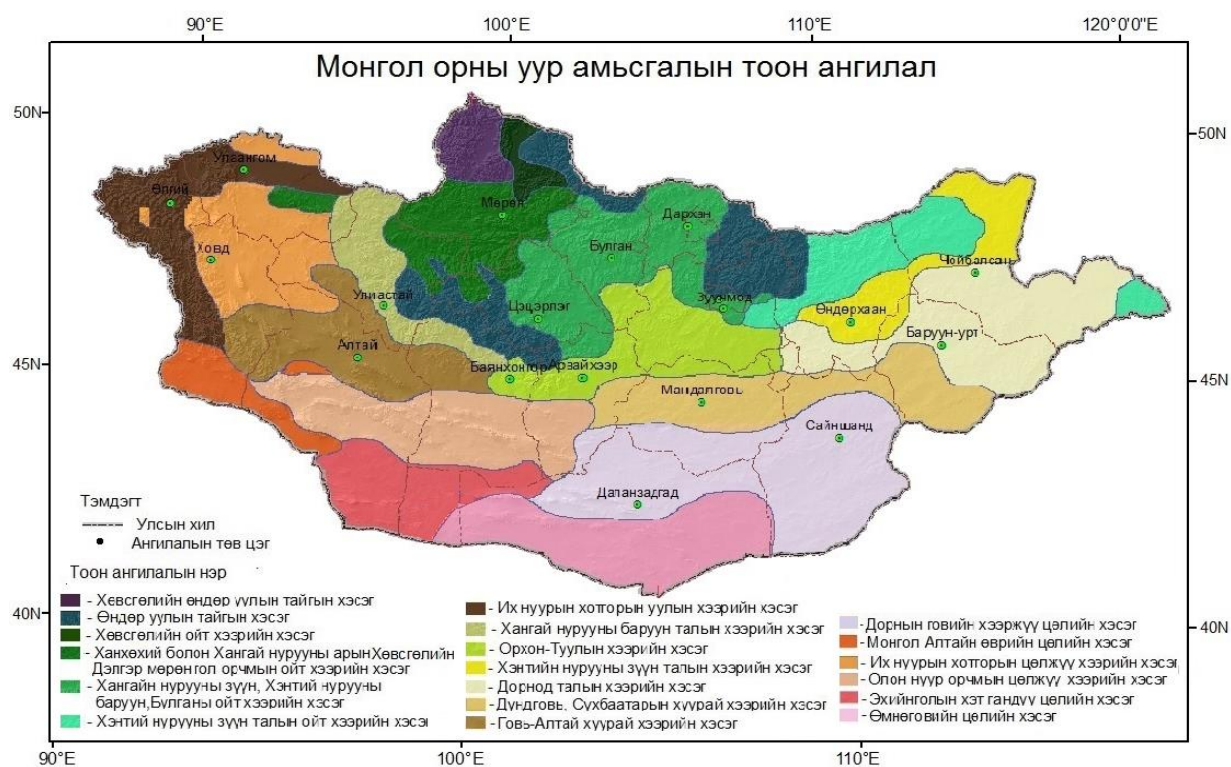 90°E 100°E 110°E 120°0'0"E
Монгол орны уур амьсгалын тоон ангилал
50N
50N
Улаангом
Өлгий
Мөрөн
Дархан
Ховд
Булган
Чойбалсан
Улиастай
Цэцэрлэг
Зуунмод
Өндөрхаан
Алтай
Баруун-урт
45N
Баянхонгор
Арвайхээр
45N
Мандалговь
Сайншанд
Даланзадгад
Тэмдэгт
Улсын хил
Ангилалын төв цэг
Тоон ангилалын нэр
40N
40N
- Хөвсгөлийн өндөр уулын тайгын хэсэг
- Өндөр уулын тайгын хэсэг
- Хөвсгөлийн ойт хээрийн хэсэг
- Ханхөхий болон Хангай нурууны арын Хөвсгөлийн
Дэлгэр мөрөнгол орчмын ойт хээрийн хэсэг
- Хангайн нурууны зүүн, Хэнтий нурууны
баруун,Булганы ойт хээрийн хэсэг
- Хэнтий нурууны зүүн талын ойт хээрийн хэсэг
- Их нуурын хотгорын уулын хээрийн хэсэг
- Хангай нурууны баруун талын хээрийн хэсэг
- Орхон-Туулын хээрийн хэсэг
- Хэнтийн нурууны зүүн талын хээрийн хэсэг
- Дорнод талын хээрийн хэсэг
- Дундговь, Сүхбаатарын хуурай хээрийн хэсэг
- Говь-Алтай хуурай хээрийн хэсэг
- Дорнын говийн хээржүү цөлийн хэсэг
- Монгол Алтайн өврийн цөлийн хэсэг
- Их нуурын хотгорын цөлжүү хээрийн хэсэг
- Олон нуур орчмын цөлжүү хээрийн хэсэг
- Эхийнголын хэт гандуу цөлийн хэсэг
- Өмнөговийн цөлийн хэсэг
90°E 100°E 110°E